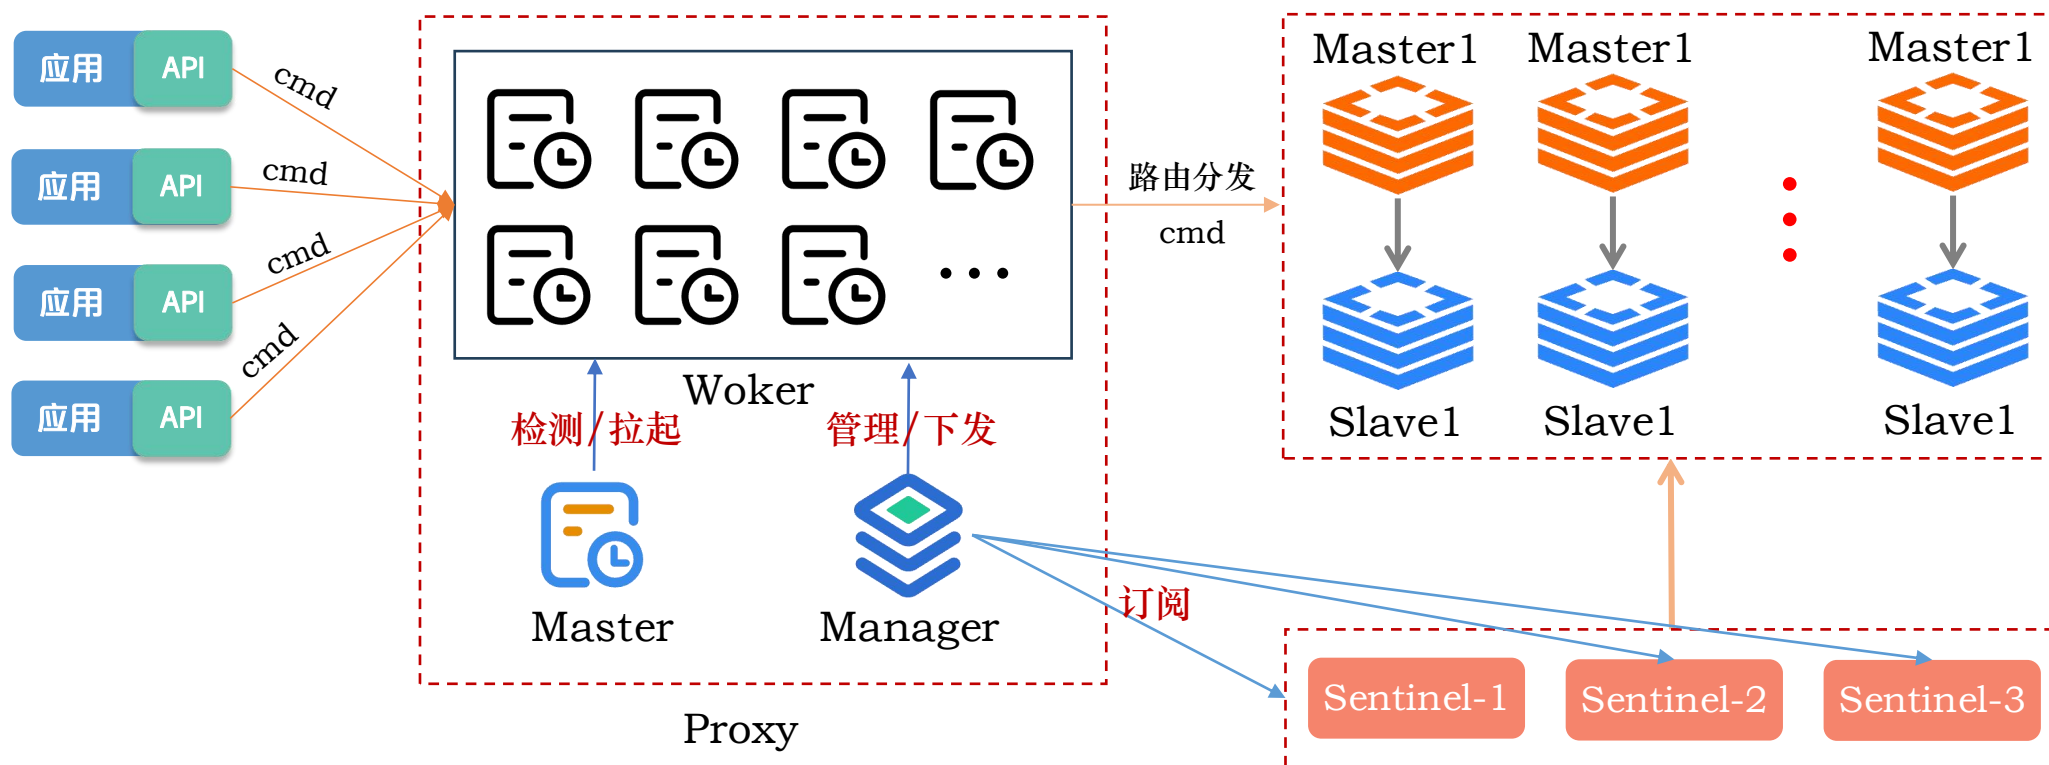 应用 API
cmd
应用 API
cmd
应用 API
cmd
应用 API
cmd
Woker
检测/拉起
管理/下发
Master
Manager
Proxy
路由分发
cmd
订阅
Master1 Master1 Master1
Slave1 Slave1 Slave1
Sentinel-1 Sentinel-2 Sentinel-3